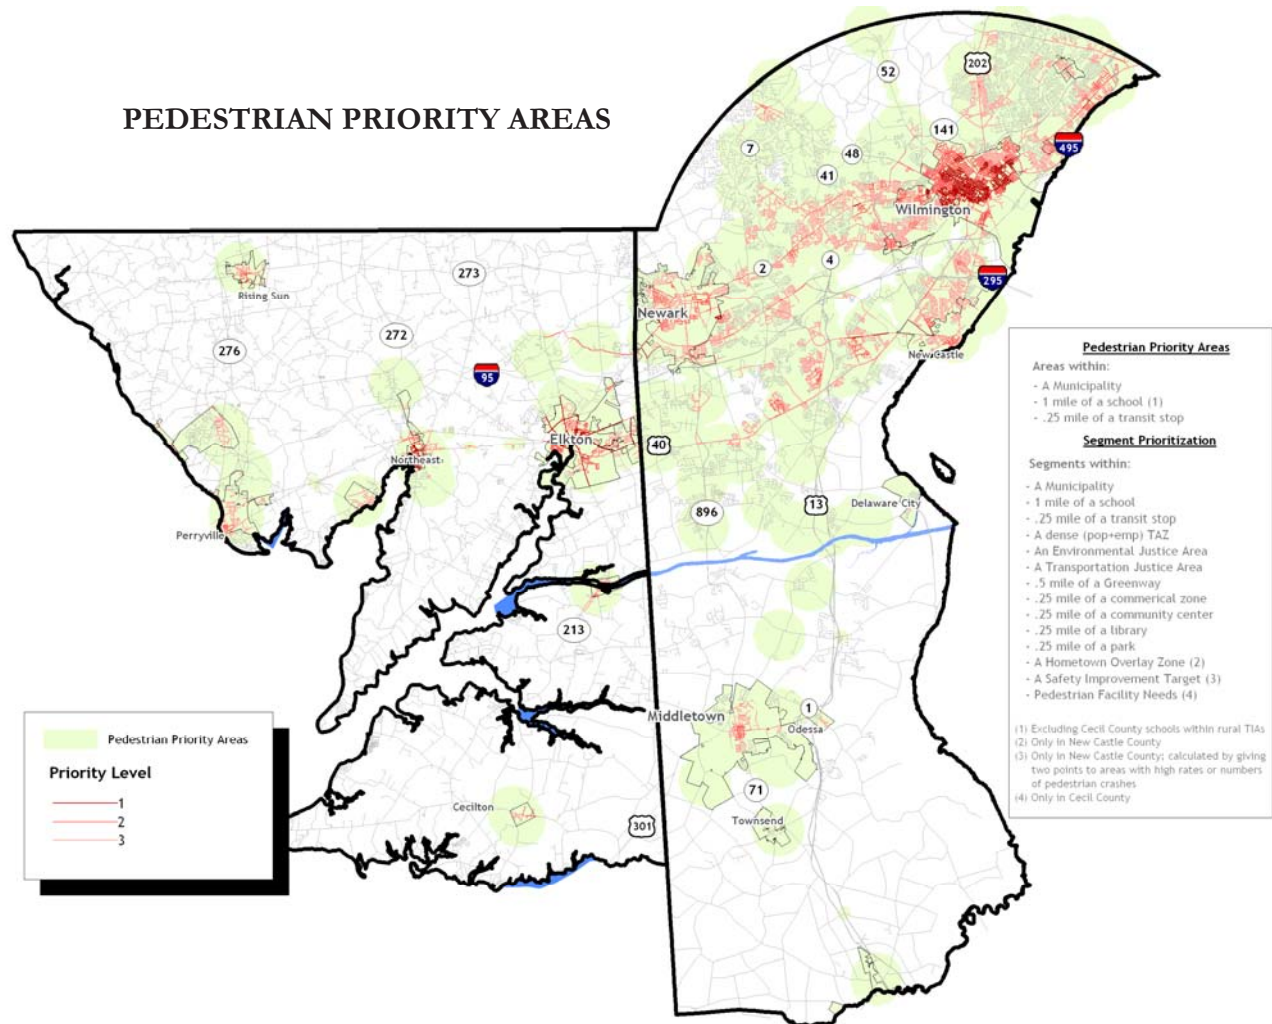 PEDESTRIAN PRIORITY AREAS
52
202
141
495
7
48
41
Wilmington
273
2
4
295
Rising Sun
Newark
272
276
95
New Castle
Elkton
40
Northeast
896
13
Delaware City
Perryville
213
Middletown
1
Odessa
71
Townsend
Cecilton
301
Pedestrian Priority Areas
Areas within:
- A Municipality
- 1 mile of a school (1)
- .25 mile of a transit stop
Segment Prioritization
Segments within:
- A Municipality
- 1 mile of a school
- .25 mile of a transit stop
- A dense (pop+emp) TAZ
- An Environmental Justice Area
- A Transportation Justice Area
- .5 mile of a Greenway
- .25 mile of a commerical zone
- .25 mile of a community center
- .25 mile of a library
- .25 mile of a park
- A Hometown Overlay Zone (2)
- A Safety Improvement Target (3)
- Pedestrian Facility Needs (4)
(1) Excluding Cecil County schools within rural TIAs
(2) Only in New Castle County
(3) Only in New Castle County; calculated by giving
two points to areas with high rates or numbers
of pedestrian crashes
(4) Only in Cecil County
Pedestrian Priority Areas
Priority Level
1
2
3